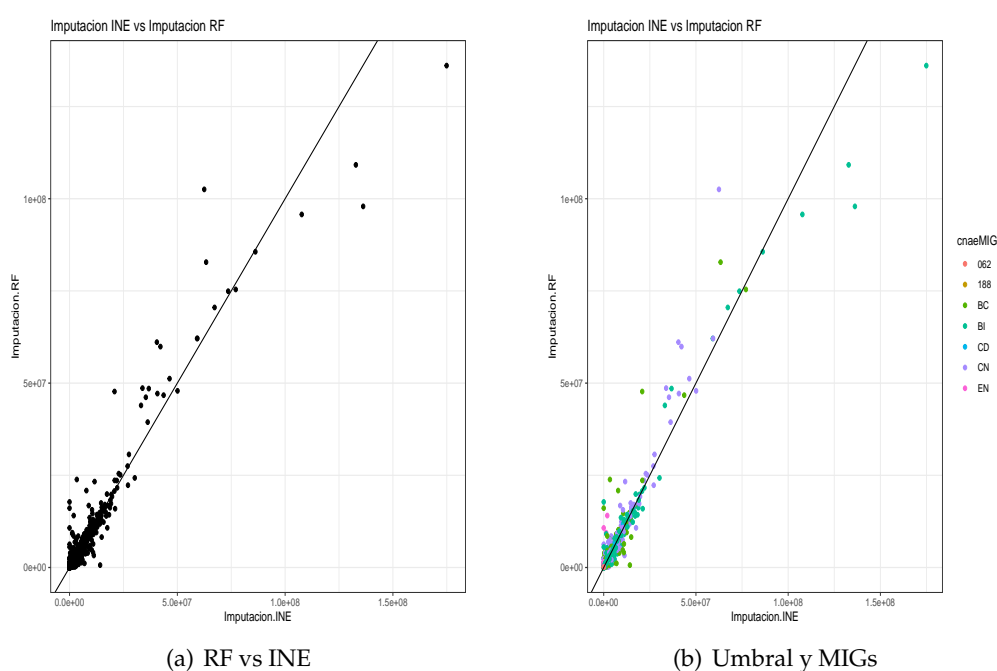 Imputacion INE vs Imputacion RF
Imputacion.RF
1e+08
5e+07
0e+00
0.0e+00 5.0e+07 1.0e+08 1.5e+08
Imputacion.INE
(a) RF vs INE
Imputacion INE vs Imputacion RF
Imputacion.RF
1e+08
5e+07
0e+00
0.0e+00 5.0e+07 1.0e+08 1.5e+08
Imputacion.INE
cnaeMIG
062
188
BC
BI
CD
CN
EN
(b) Umbral y MIGs